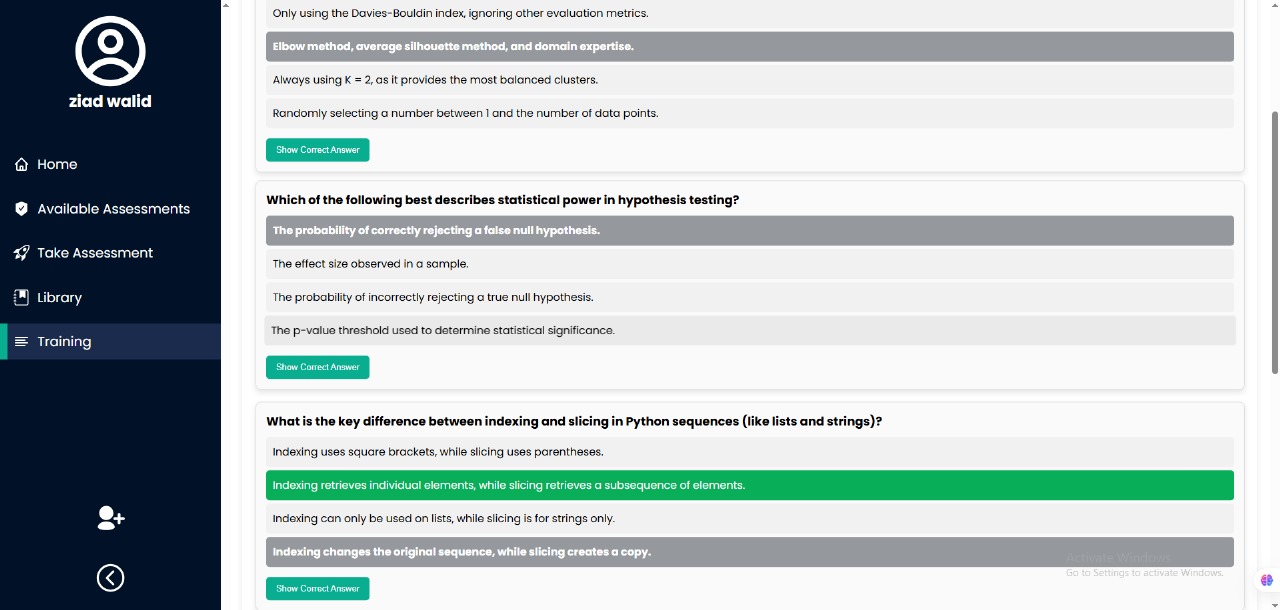 ziad walid
Home
Available Assessments
Take Assessment
Library
Training
Only using the Davies-Bouldin index, ignoring other evaluation metrics.
Elbow method, average silhouette method, and domain expertise.
Always using K = 2, as it provides the most balanced clusters.
Randomly selecting a number between 1 and the number of data points.
Show Correct Answer
Which of the following best describes statistical power in hypothesis testing?
The probability of correctly rejecting a false null hypothesis.
The effect size observed in a sample.
The probability of incorrectly rejecting a true null hypothesis.
The p-value threshold used to determine statistical significance.
Show Correct Answer
What is the key difference between indexing and slicing in Python sequences (like lists and strings)?
Indexing uses square brackets, while slicing uses parentheses.
Indexing retrieves individual elements, while slicing retrieves a subsequence of elements.
Indexing can only be used on lists, while slicing is for strings only.
Indexing changes the original sequence, while slicing creates a copy.
Show Correct Answer
Activate Windows
Go to Settings to activate Windows.